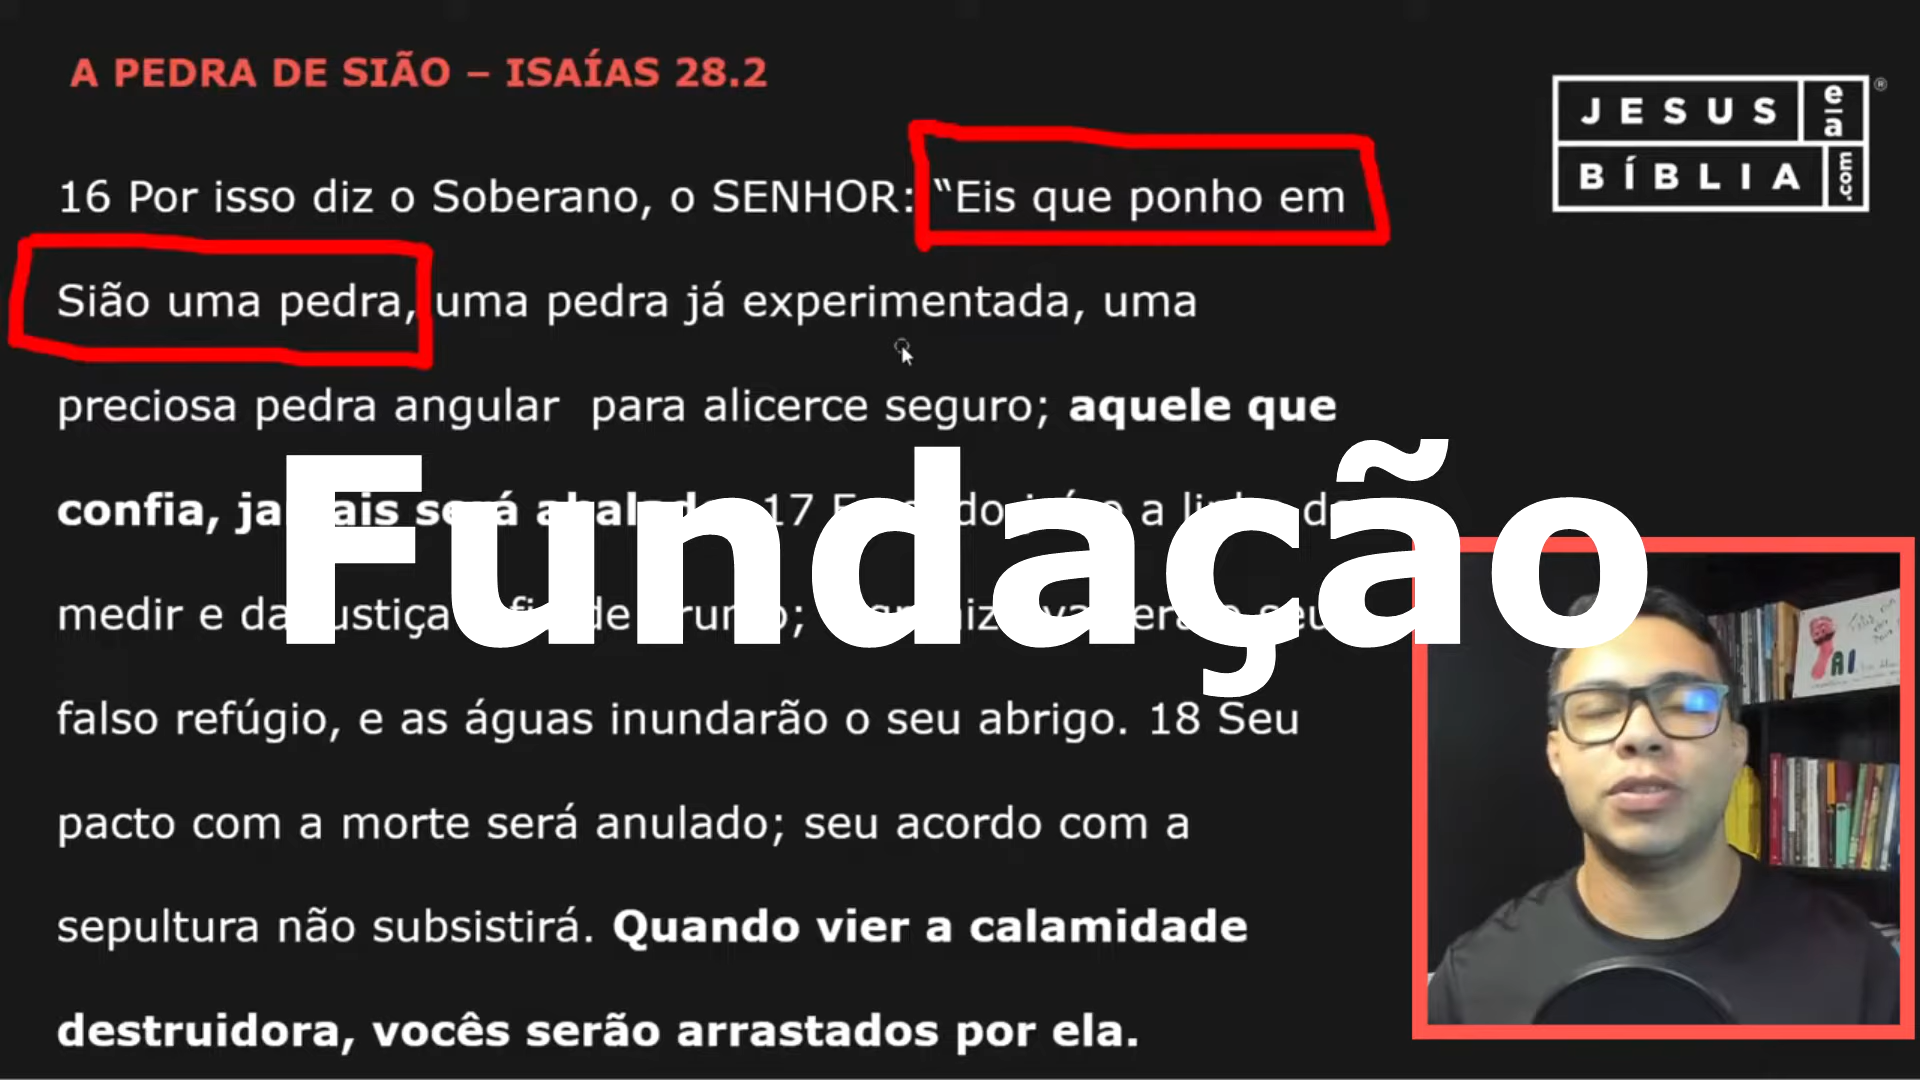 A PEDRA DE SIÃO – ISAÍAS 28.2
JESUS e a
BÍBLIA .com
®
16 Por isso diz o Soberano, o SENHOR: “Eis que ponho em
Sião uma pedra, uma pedra já experimentada, uma
preciosa pedra angular para alicerce seguro; aquele que
confia, será 17 a
Fundação
medir e de
falso refúgio, e as águas inundarão o seu abrigo. 18 Seu
pacto com a morte será anulado; seu acordo com a
sepultura não subsistirá. Quando vier a calamidade
destruidora, vocês serão arrastados por ela.